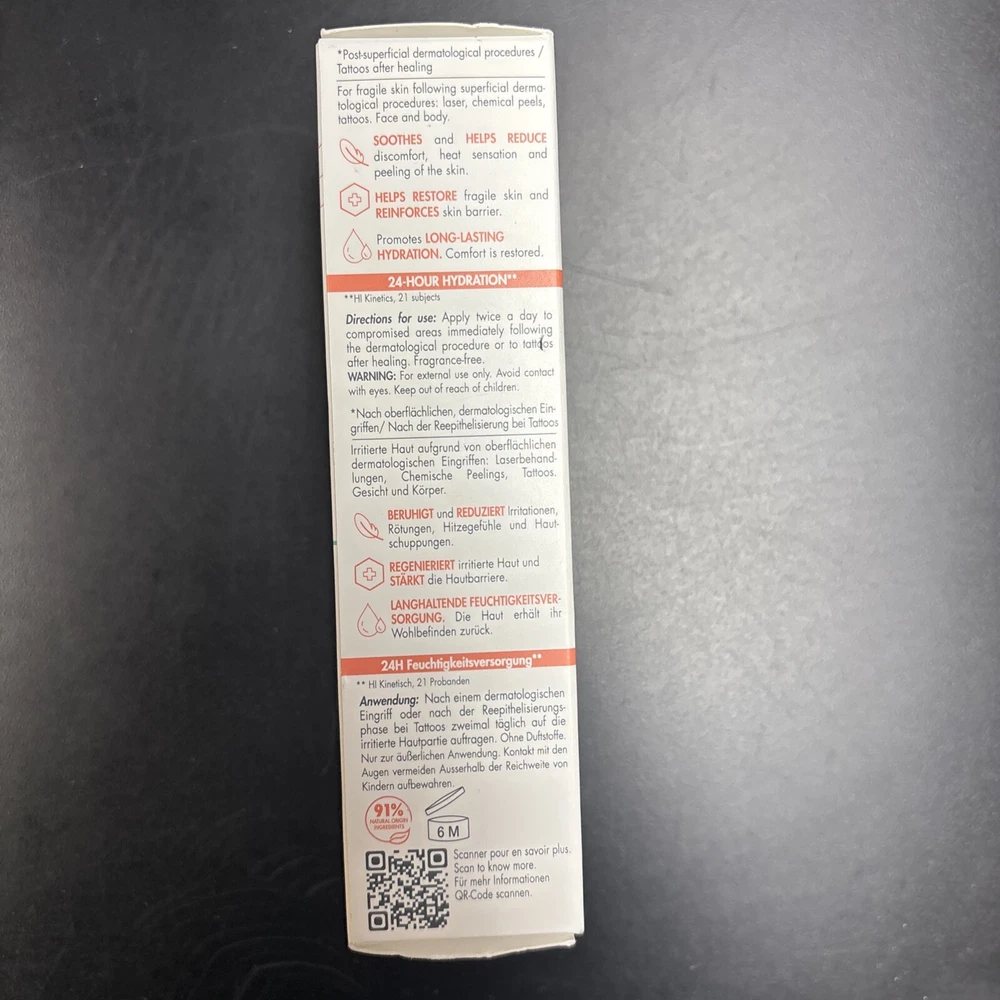 *Post-superficial dermatological procedures /
Tattoos after healing
For fragile skin following superficial derma-
tological procedures: laser, chemical peels,
tattoos. Face and body.
SOOTHES and HELPS REDUCE
discomfort, heat sensation and
peeling of the skin.
HELPS RESTORE fragile skin and
REINFORCES skin barrier.
Promotes LONG-LASTING
HYDRATION. Comfort is restored.
24-HOUR HYDRATION**
**HI Kinetics, 21 subjects
Directions for use: Apply twice a day to
compromised areas immediately following
the dermatological procedure or to tattoos
after healing. Fragrance-free.
WARNING: For external use only. Avoid contact
with eyes. Keep out of reach of children.
*Nach oberflächlichen, dermatologischen Ein-
griffen/ Nach der Reepithelisierung bei Tattoos
Irritierte Haut aufgrund von oberflächlichen
dermatologischen Eingriffen: Laserbehand-
lungen, Chemische Peelings, Tattoos.
Gesicht und Körper.
BERUHIGT und REDUZIERT Irritationen,
Rötungen, Hitzegefühle und Haut-
schuppungen.
REGENERIERT irritierte Haut und
STÄRKT die Hautbarriere.
LANGHALTENDE FEUCHTIGKEITSVER-
SORGUNG. Die Haut erhält ihr
Wohlbefinden zurück.
24H Feuchtigkeitsversorgung**
** HI Kinetisch, 21 Probanden
Anwendung: Nach einem dermatologischen
Eingriff oder nach der Reepithelisierungs-
phase bei Tattoos zweimal täglich auf die
irritierte Hautpartie auftragen. Ohne Duftstoffe.
Nur zur äußerlichen Anwendung. Kontakt mit den
Augen vermeiden Ausserhalb der Reichweite von
Kindern aufbewahren.
91%
NATURAL ORIGIN
INGREDIENTS
6 M
Scanner pour en savoir plus.
Scan to know more.
Für mehr Informationen
QR-Code scannen.